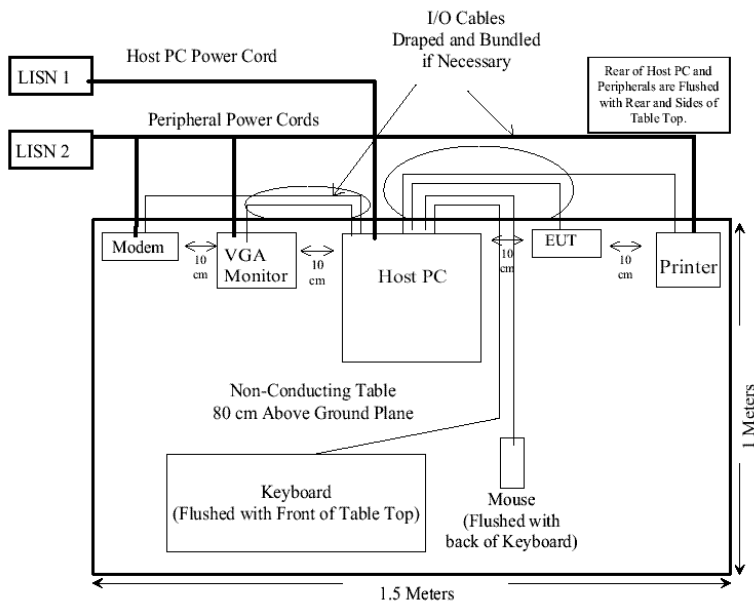 I/O Cables
Draped and Bundled
if Necessary
Host PC Power Cord
LISN 1
Rear of Host PC and
Peripherals are Flushed
with Rear and Sides of
Table Top.
Peripheral Power Cords
LISN 2
Modem
10
cm
VGA
Monitor
10
cm
Host PC
10
cm
EUT
10
cm
Printer
1 Meters
Non-Conducting Table
80 cm Above Ground Plane
Keyboard
(Flushed with Front of Table Top)
Mouse
(Flushed with
back of Keyboard)
1.5 Meters